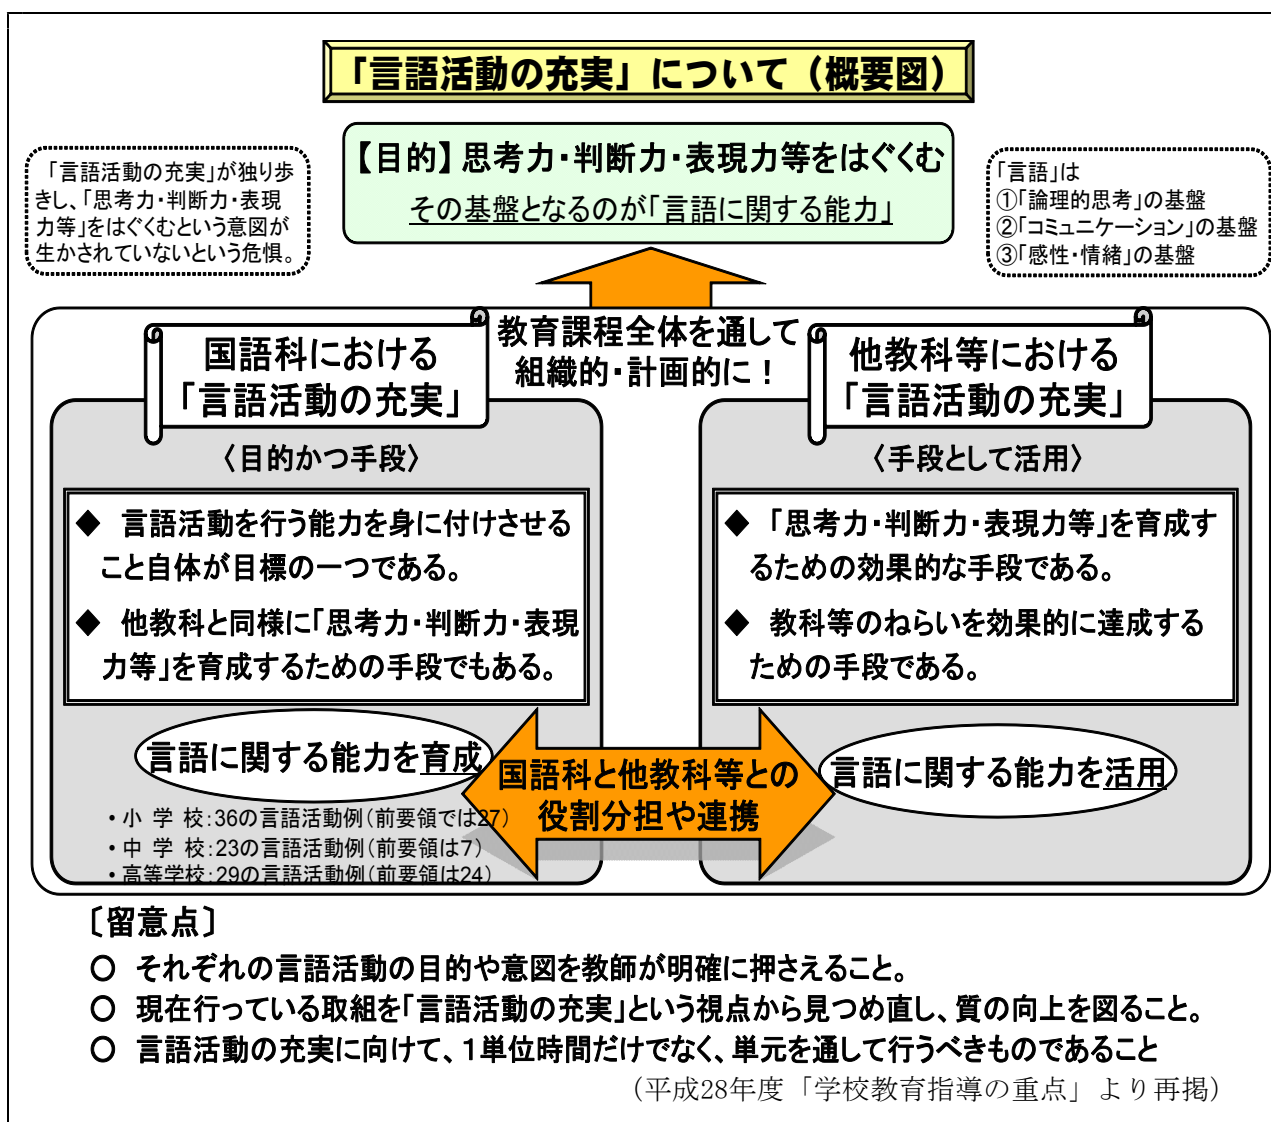 「言語活動の充実」について（概要図）
【目的】思考力・判断力・表現力等をはぐくむ
その基盤となるのが「言語に関する能力」
「言語活動の充実」が独り歩
きし、「思考力・判断力・表現
力等」をはぐくむという意図が
生かされていないという危惧。
「言語」は
①「論理的思考」の基盤
②「コミュニケーション」の基盤
③「感性・情緒」の基盤
教育課程全体を通して
組織的・計画的に！
国語科における
「言語活動の充実」
〈目的かつ手段〉
◆ 言語活動を行う能力を身に付けさせる
こと自体が目標の一つである。
◆ 他教科と同様に「思考力・判断力・表現
力等」を育成するための手段でもある。
言語に関する能力を育成
・小 学 校：36の言語活動例（前要領では27）
・中 学 校：23の言語活動例（前要領は7）
・高等学校：29の言語活動例（前要領は24）
他教科等における
「言語活動の充実」
〈手段として活用〉
◆ 「思考力・判断力・表現力等」を育成す
るための効果的な手段である。
◆ 教科等のねらいを効果的に達成する
ための手段である。
言語に関する能力を活用
国語科と他教科等との
役割分担や連携
〔留意点〕
○ それぞれの言語活動の目的や意図を教師が明確に押さえること。
○ 現在行っている取組を「言語活動の充実」という視点から見つめ直し、質の向上を図ること。
○ 言語活動の充実に向けて、１単位時間だけでなく、単元を通して行うべきものであること
（平成28年度「学校教育指導の重点」より再掲）